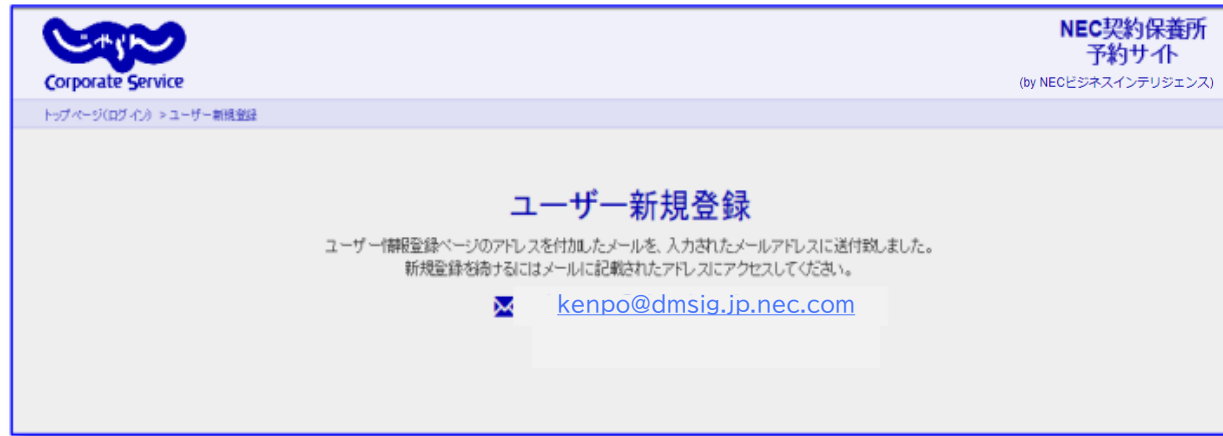 じゃらん
Corporate Service
NEC契約保養所
予約サイト
(by NECビジネスインテリジェンス)
トップページ(ログイン) > ユーザー新規登録
ユーザー新規登録
ユーザー情報登録ページのアドレスを付加したメールを、入力されたメールアドレスに送付致しました。
新規登録を続けるにはメールに記載されたアドレスにアクセスしてください。
kenpo@dmsig.jp.nec.com